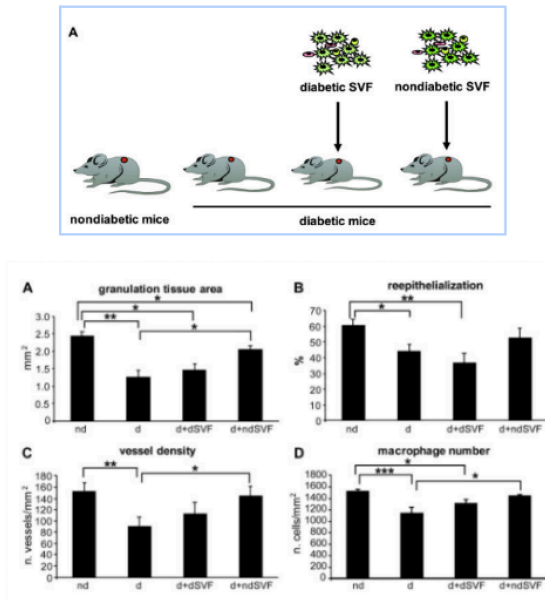 A
diabetic SVF nondiabetic SVF
nondiabetic mice
diabetic mice
A granulation tissue area
* 
*
** *
mm²
3.0
2.5
2.0
1.5
1.0
0.5
0
nd d d+dSVF d+ndSVF
B reepithelialization
**
*
%
70
60
50
40
30
20
10
0
nd d d+dSVF d+ndSVF
C vessel density
** *
n. vessels/mm²
180
160
140
120
100
80
60
40
20
0
nd d d+dSVF d+ndSVF
D macrophage number
*
*** *
n. cells/mm²
1800
1600
1400
1200
1000
800
600
400
200
0
nd d d+dSVF d+ndSVF